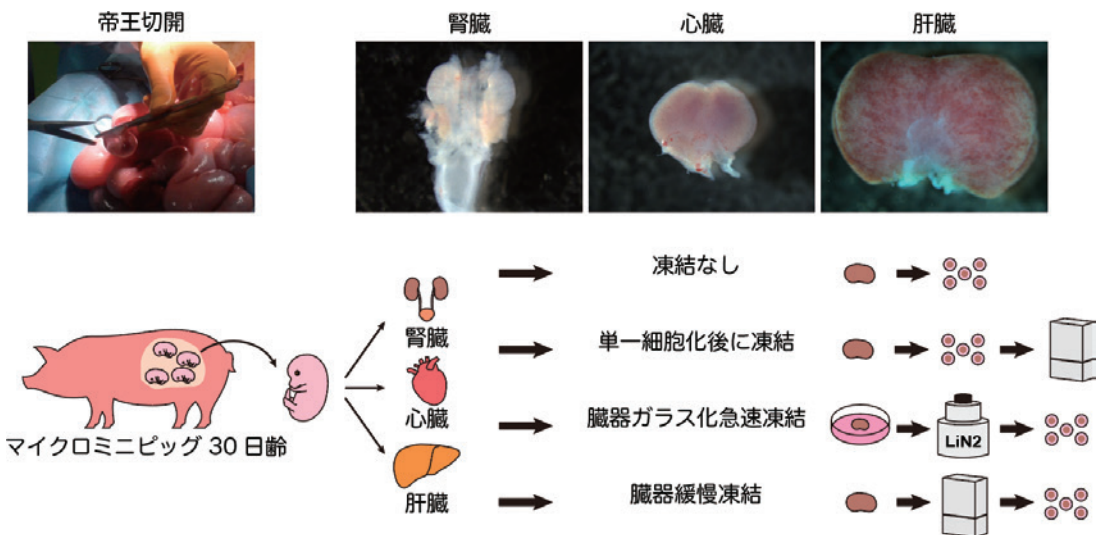 帝王切開
腎臓
心臓
肝臓
凍結なし
腎臓
単一細胞化後に凍結
心臓
臓器ガラス化急速凍結
LiN2
マイクロミニピッグ 30 日齢
肝臓
臓器緩慢凍結